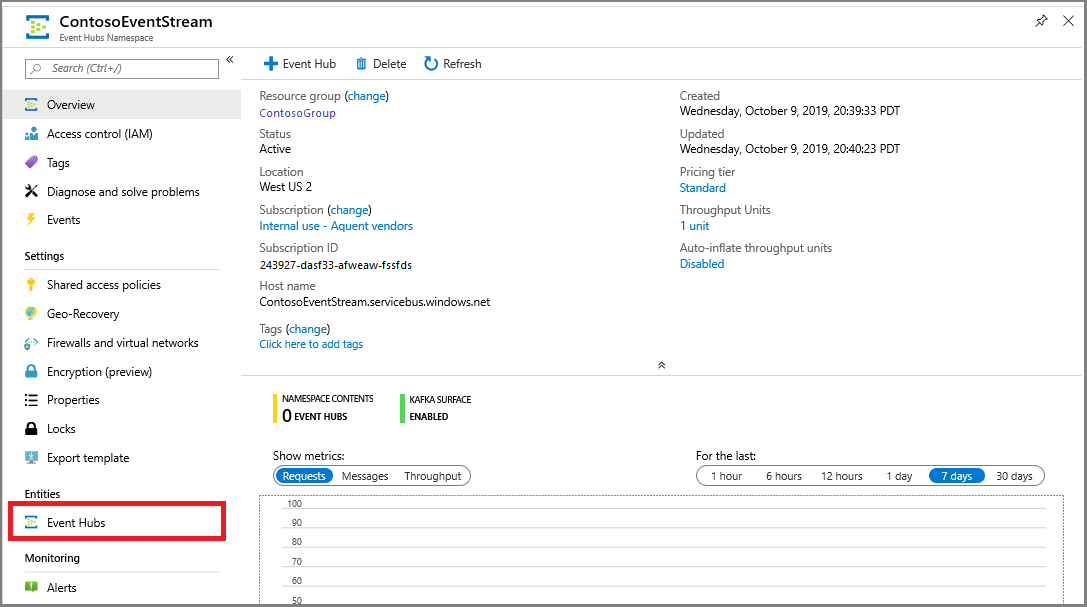 ContosoEventStream
Event Hubs Namespace
Search (Ctrl+/)
«
Overview
Access control (IAM)
Tags
Diagnose and solve problems
Events
Settings
Shared access policies
Geo-Recovery
Firewalls and virtual networks
Encryption (preview)
Properties
Locks
Export template
Entities
Event Hubs
Monitoring
Alerts
Event Hub Delete Refresh
Resource group (change)
ContosoGroup
Status
Active
Location
West US 2
Subscription (change)
Internal use - Aquent vendors
Subscription ID
243927-dasf33-afweaw-fssfds
Host name
ContosoEventStream.servicebus.windows.net
Tags (change)
Click here to add tags
Created
Wednesday, October 9, 2019, 20:39:33 PDT
Updated
Wednesday, October 9, 2019, 20:40:23 PDT
Pricing tier
Standard
Throughput Units
1 unit
Auto-inflate throughput units
Disabled
NAMESPACE CONTENTS
0 EVENT HUBS
KAFKA SURFACE
ENABLED
Show metrics:
Requests Messages Throughput
For the last:
1 hour 6 hours 12 hours 1 day 7 days 30 days
100
90
80
70
60
50